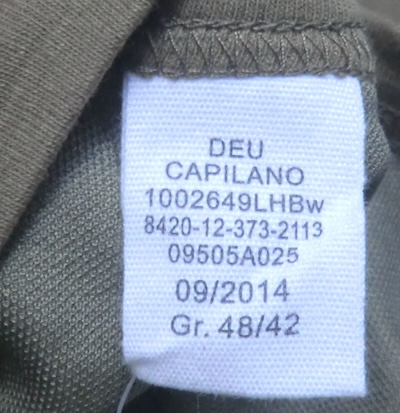 DEU
CAPILANO
1002649LHBw
8420-12-373-2113
09505A025
09/2014
Gr. 48/42